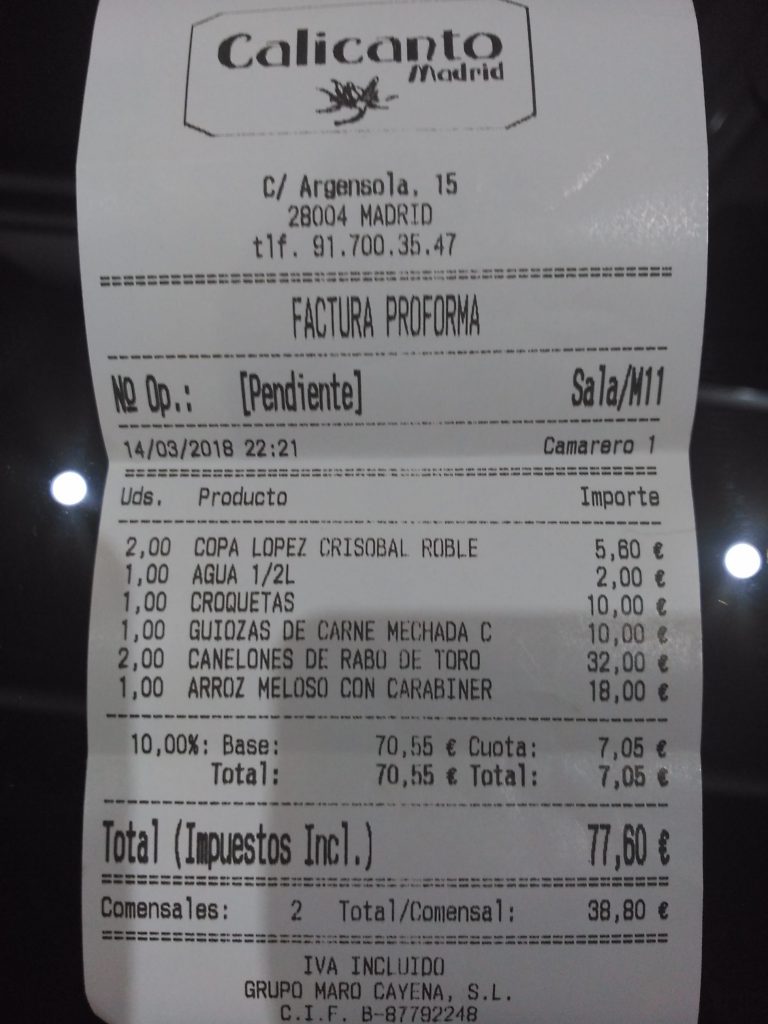 Calicanto
Madrid
C/ Argensola, 15
28004 MADRID
tlf. 91.700.35.47
FACTURA PROFORMA
Nº Op.: [Pendiente] Sala/M11
14/03/2018 22:21 Camarero 1
Uds. Producto Importe
2,00 COPA LOPEZ CRISOBAL ROBLE 5,60 €
1,00 AGUA 1/2L 2,00 €
1,00 CROQUETAS 10,00 €
1,00 GUIOZAS DE CARNE MECHADA C 10,00 €
2,00 CANELONES DE RABO DE TORO 32,00 €
1,00 ARROZ MELOSO CON CARABINER 18,00 €
10,00%: Base: 70,55 € Cuota: 7,05 €
Total: 70,55 € Total: 7,05 €
Total (Impuestos Incl.) 77,60 €
Comensales: 2 Total/Comensal: 38,80 €
IVA INCLUIDO
GRUPO MARO CAYENA, S.L.
C.I.F. B-87792248